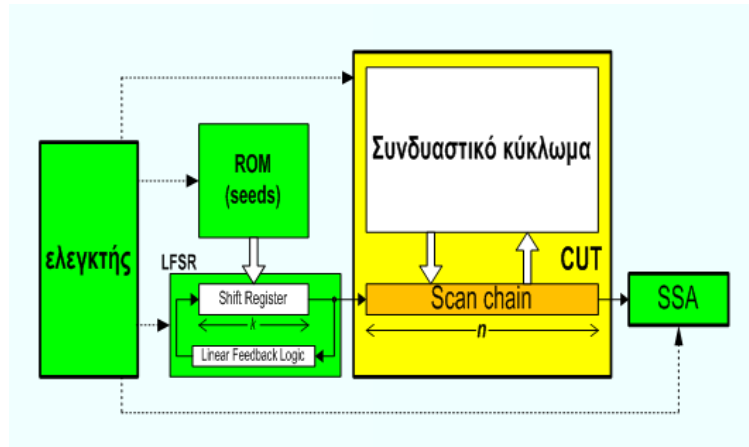 ελεγκτής
ROM
(seeds)
LFSR
Shift Register
k
Linear Feedback Logic
Συνδυαστικό κύκλωμα
CUT
Scan chain
n
SSA